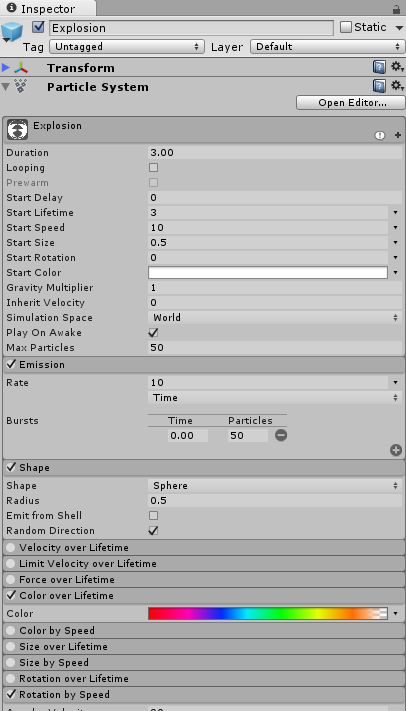 Inspector
Explosion
Static
Tag Untagged Layer Default
Transform
Particle System
Open Editor...
Explosion
Duration 3.00
Looping
Prewarm
Start Delay 0
Start Lifetime 3
Start Speed 10
Start Size 0.5
Start Rotation 0
Start Color
Gravity Multiplier 1
Inherit Velocity 0
Simulation Space World
Play On Awake
Max Particles 50
Emission
Rate 10
Time
Time Particles
Bursts
0.00 50
Shape
Shape Sphere
Radius 0.5
Emit from Shell
Random Direction
Velocity over Lifetime
Limit Velocity over Lifetime
Force over Lifetime
Color over Lifetime
Color
Color by Speed
Size over Lifetime
Size by Speed
Rotation over Lifetime
Rotation by Speed